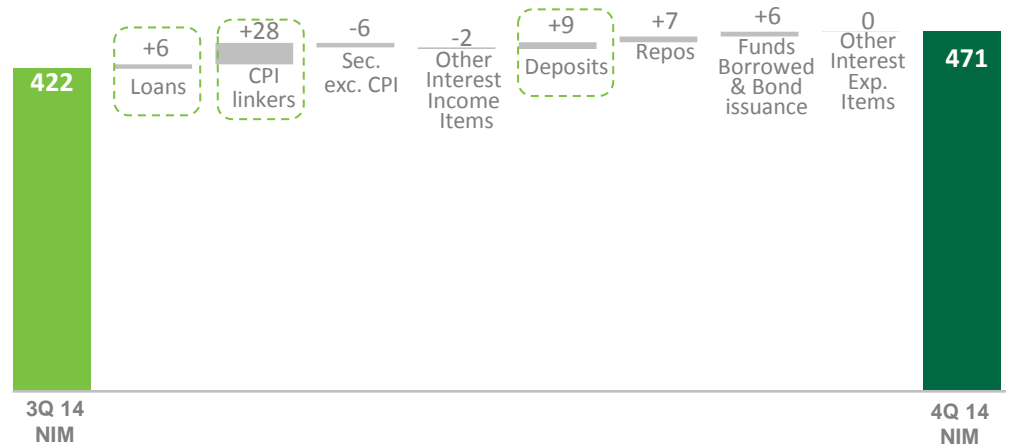 422
+6
Loans
+28
CPI
linkers
-6
Sec.
exc. CPI
-2
Other
Interest
Income
Items
+9
Deposits
+7
Repos
+6
Funds
Borrowed
& Bond
issuance
0
Other
Interest
Exp.
Items
471
3Q 14
NIM
4Q 14
NIM